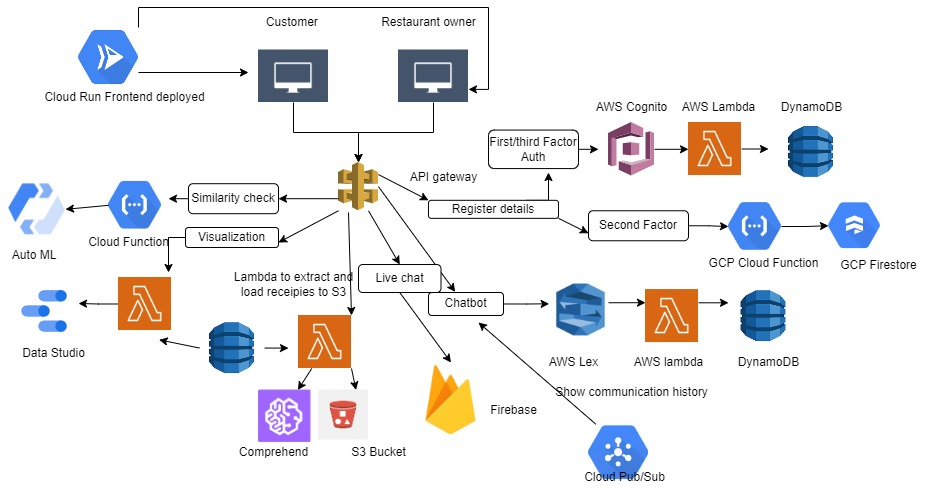 Customer
Restaurant owner
Cloud Run Frontend deployed
AWS Cognito
AWS Lambda
DynamoDB
First/third Factor
Auth
API gateway
Register details
Similarity check
Second Factor
Cloud Function
Auto ML
Visualization
GCP Cloud Function
GCP Firestore
Lambda to extract and
load receipies to S3
Live chat
Chatbot
Data Studio
AWS Lex
AWS lambda
DynamoDB
Show communication history
Firebase
Comprehend
S3 Bucket
Cloud Pub/Sub